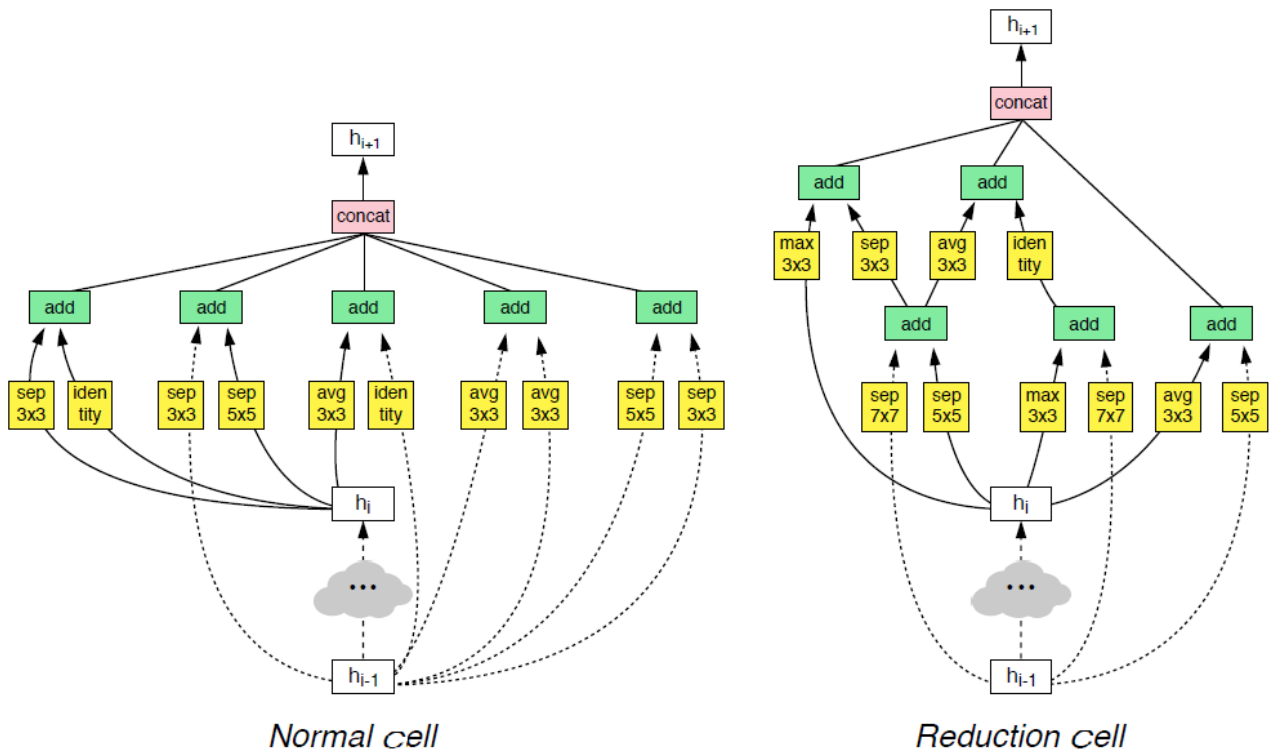 h_{i+1}
concat
add add add add add
sep 3x3
iden tity
sep 3x3
sep 5x5
avg 3x3
iden tity
avg 3x3
avg 3x3
sep 5x5
sep 3x3
h_i
...
h_{i-1}
Normal cell
h_{i+1}
concat
add add
max 3x3
sep 3x3
avg 3x3
iden tity
add add add
sep 7x7
sep 5x5
max 3x3
sep 7x7
avg 3x3
sep 5x5
h_i
...
h_{i-1}
Reduction cell